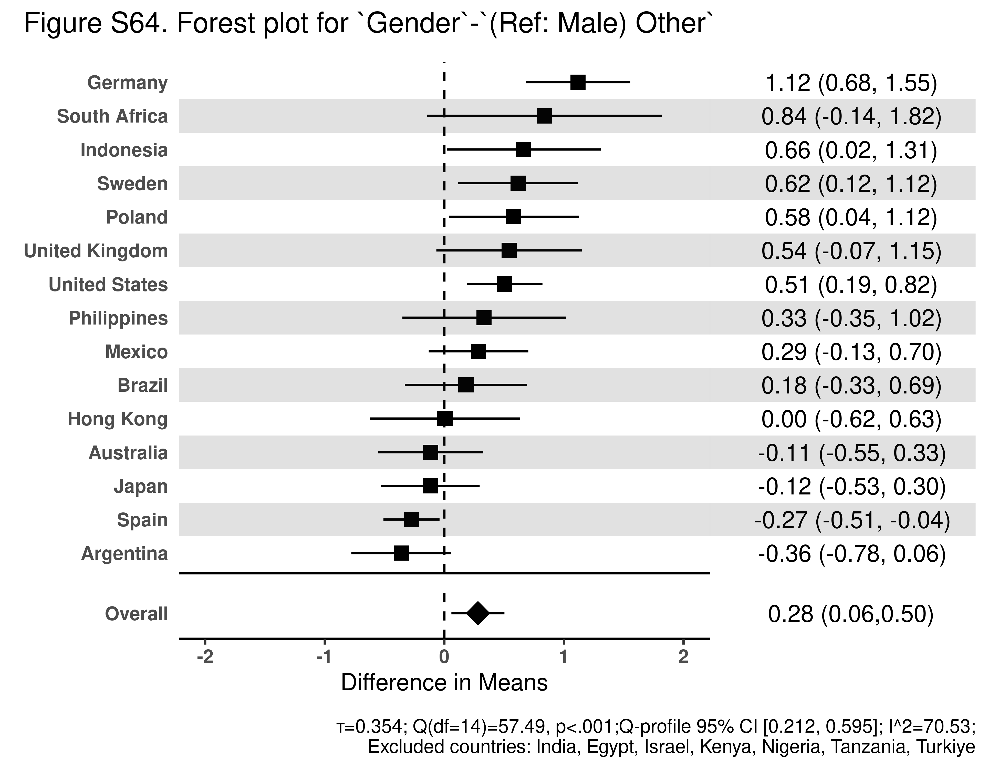 Figure S64. Forest plot for `Gender`-`(Ref: Male) Other`
Germany 1.12 (0.68, 1.55)
South Africa 0.84 (-0.14, 1.82)
Indonesia 0.66 (0.02, 1.31)
Sweden 0.62 (0.12, 1.12)
Poland 0.58 (0.04, 1.12)
United Kingdom 0.54 (-0.07, 1.15)
United States 0.51 (0.19, 0.82)
Philippines 0.33 (-0.35, 1.02)
Mexico 0.29 (-0.13, 0.70)
Brazil 0.18 (-0.33, 0.69)
Hong Kong 0.00 (-0.62, 0.63)
Australia -0.11 (-0.55, 0.33)
Japan -0.12 (-0.53, 0.30)
Spain -0.27 (-0.51, -0.04)
Argentina -0.36 (-0.78, 0.06)
Overall 0.28 (0.06,0.50)
-2 -1 0 1 2
Difference in Means
τ=0.354; Q(df=14)=57.49, p<.001;Q-profile 95% CI [0.212, 0.595]; I^2=70.53;
Excluded countries: India, Egypt, Israel, Kenya, Nigeria, Tanzania, Turkiye